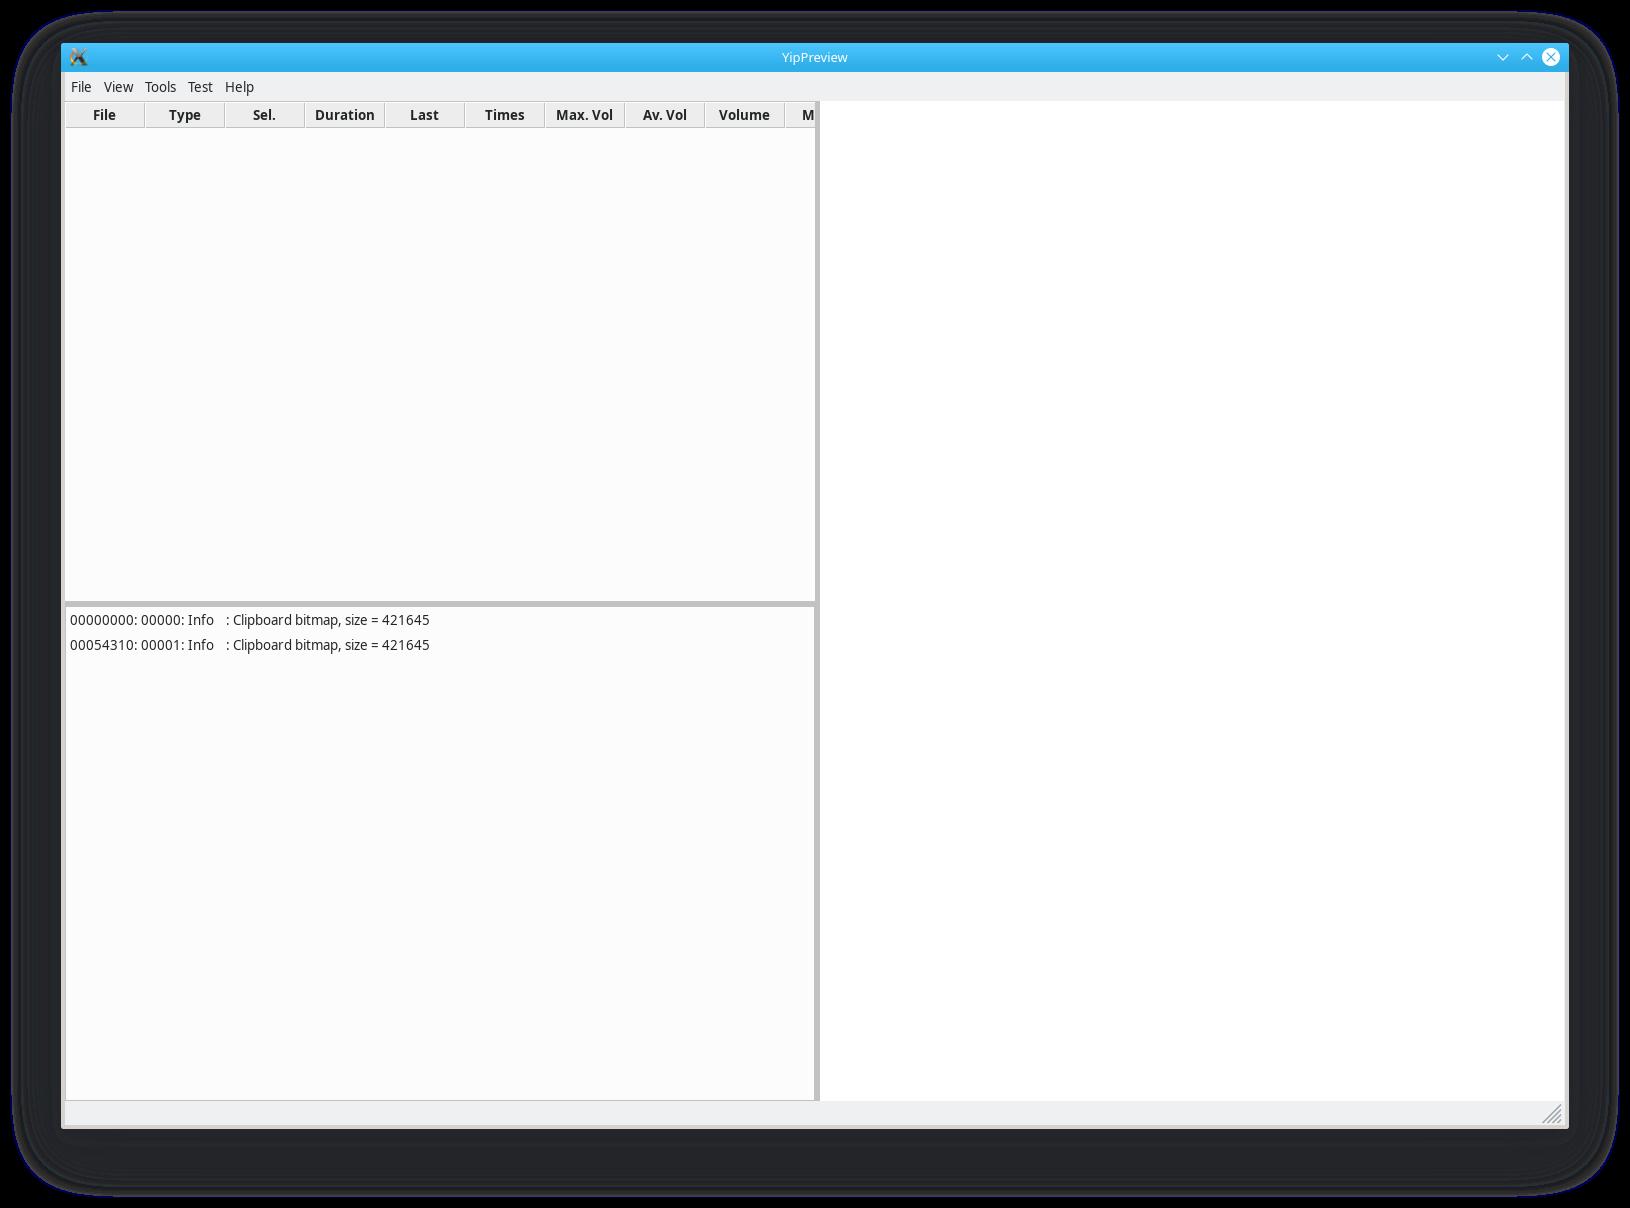 YipPreview
File View Tools Test Help
File Type Sel. Duration Last Times Max. Vol Av. Vol Volume M
00000000: 00000: Info : Clipboard bitmap, size = 421645
00054310: 00001: Info : Clipboard bitmap, size = 421645